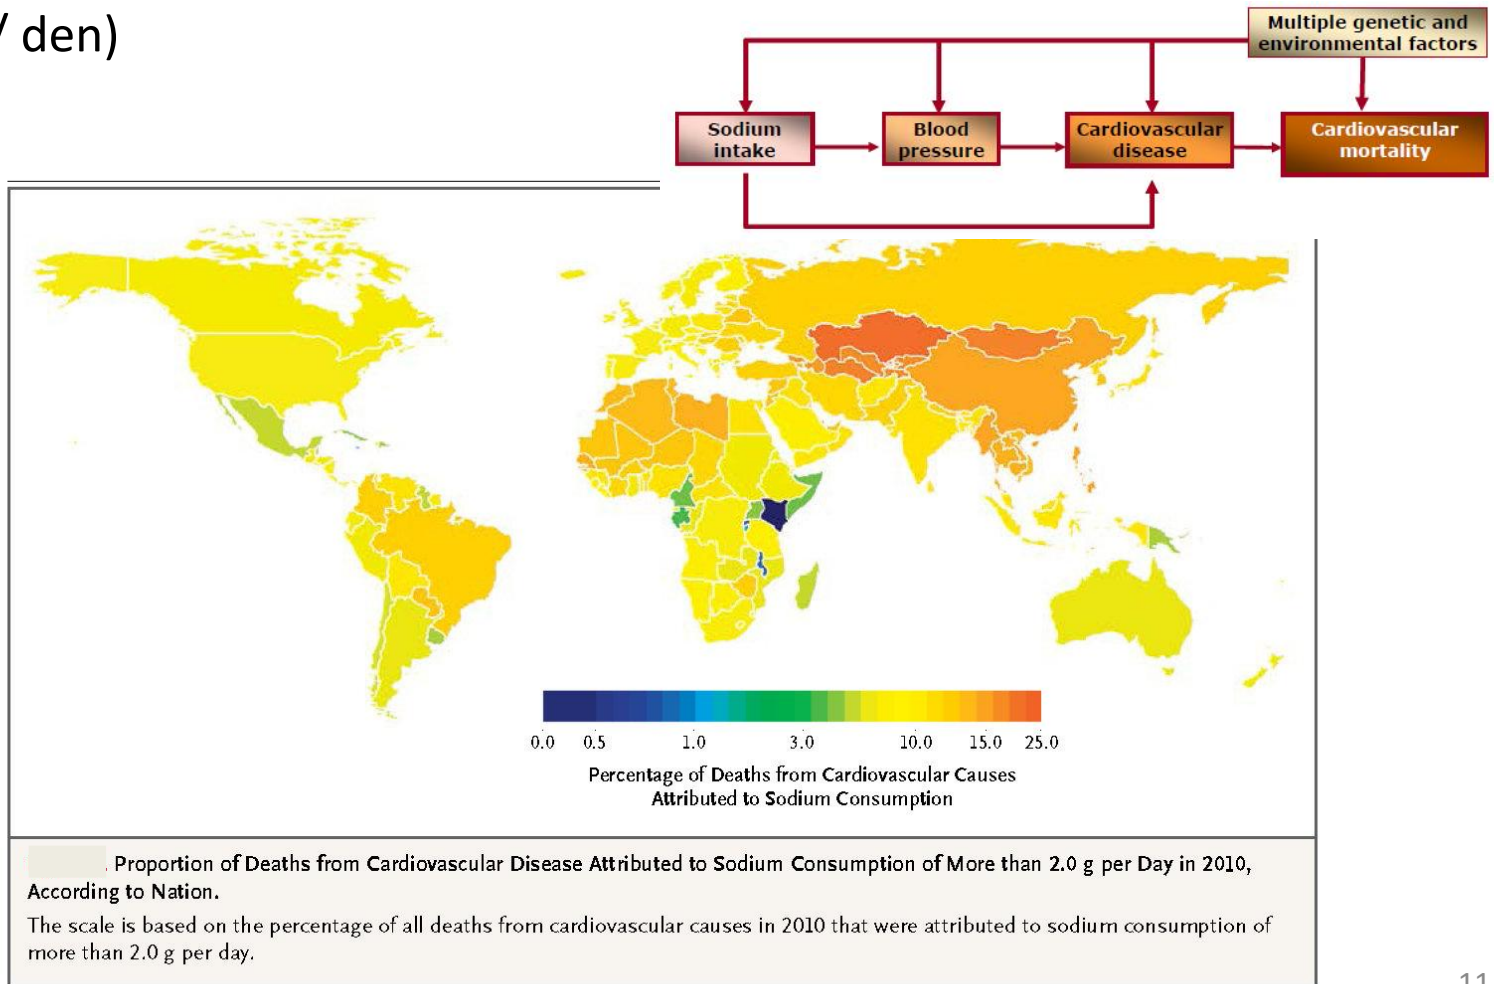 / den)
Multiple genetic and
environmental factors
Sodium
intake
Blood
pressure
Cardiovascular
disease
Cardiovascular
mortality
0.0 0.5 1.0 3.0 10.0 15.0 25.0
Percentage of Deaths from Cardiovascular Causes
Attributed to Sodium Consumption
. Proportion of Deaths from Cardiovascular Disease Attributed to Sodium Consumption of More than 2.0 g per Day in 2010,
According to Nation.
The scale is based on the percentage of all deaths from cardiovascular causes in 2010 that were attributed to sodium consumption of
more than 2.0 g per day.
11